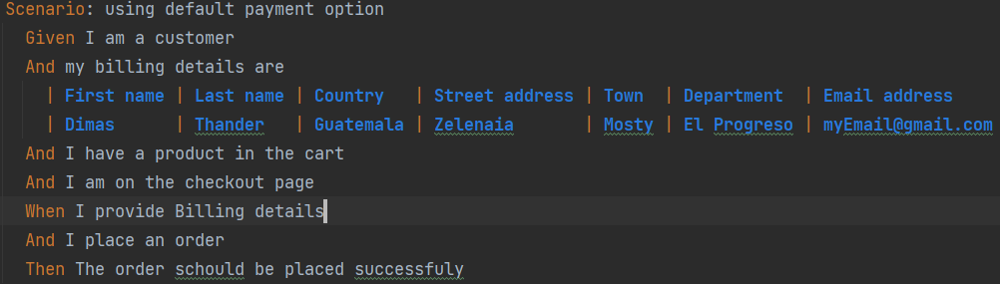 Scenario: using default payment option
Given I am a customer
And my billing details are
| First name | Last name | Country | Street address | Town | Department | Email address
| Dimas | Thander | Guatemala | Zelenaia | Mosty | El Progreso | myEmail@gmail.com
And I have a product in the cart
And I am on the checkout page
When I provide Billing details
And I place an order
Then The order schould be placed successfuly